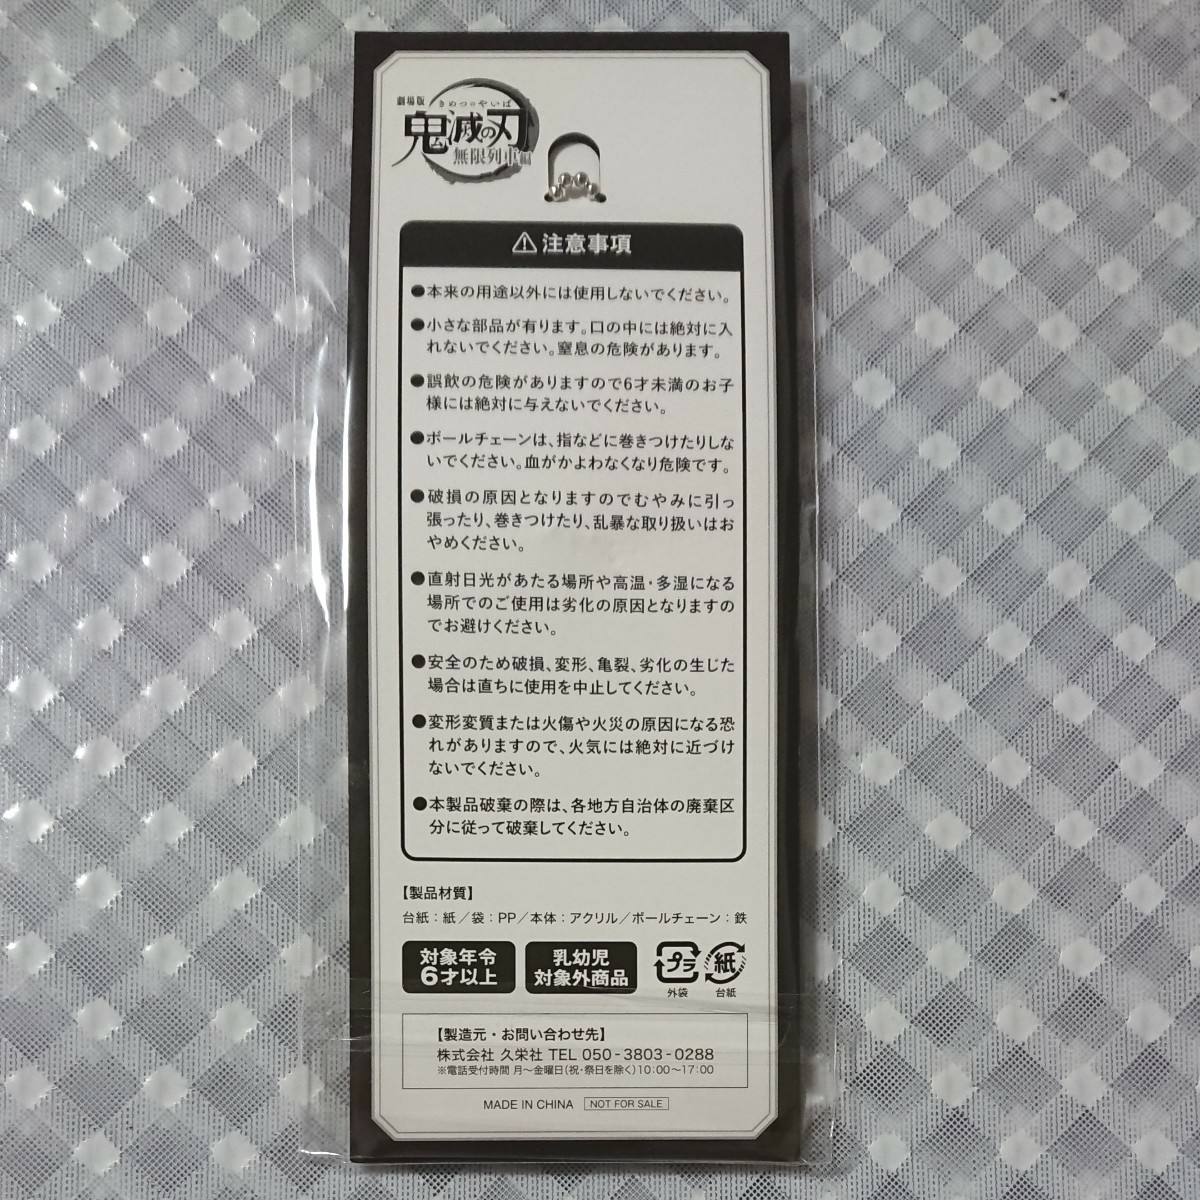 劇場版
きめつのやいば
鬼滅の刃
無限列車編
⚠注意事項
●本来の用途以外には使用しないでください。
●小さな部品が有ります。口の中には絶対に入
れないでください。窒息の危険があります。
●誤飲の危険がありますので6才未満のお子
様には絶対に与えないでください。
●ボールチェーンは、指などに巻きつけたりしな
いでください。血がかよわなくなり危険です。
●破損の原因となりますのでむやみに引っ
張ったり、巻きつけたり、乱暴な取り扱いはお
やめください。
●直射日光があたる場所や高温・多湿になる
場所でのご使用は劣化の原因となりますの
でお避けください。
●安全のため破損、変形、亀裂、劣化の生じた
場合は直ちに使用を中止してください。
●変形変質または火傷や火災の原因になる恐
れがありますので、火気には絶対に近づけ
ないでください。
●本製品破棄の際は、各地方自治体の廃棄区
分に従って破棄してください。
【製品材質】
台紙：紙／袋：PP／本体：アクリル／ボールチェーン：鉄
対象年令
6才以上
乳幼児
対象外商品
プラ
外袋
紙
台紙
【製造元・お問い合わせ先】
株式会社 久栄社 TEL 050-3803-0288
※電話受付時間 月～金曜日(祝・祭日を除く)10:00～17:00
MADE IN CHINA NOT FOR SALE